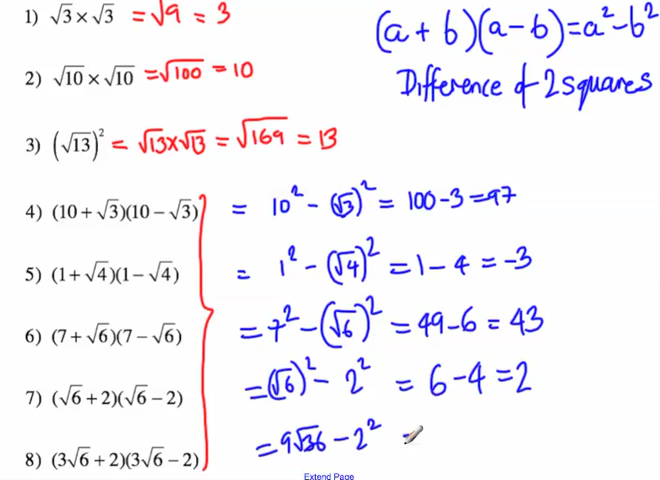 1) √3 × √3 = √9 = 3
(a + b)(a - b) = a² - b²
2) √10 × √10 = √100 = 10
Difference of 2 squares
3) (√13)² = √13 × √13 = √169 = 13
4) (10 + √3)(10 − √3) = 10² - (√3)² = 100 - 3 = 97
5) (1 + √4)(1 − √4) = 1² - (√4)² = 1 - 4 = -3
6) (7 + √6)(7 − √6) = 7² - (√6)² = 49 - 6 = 43
7) (√6 + 2)(√6 − 2) = (√6)² - 2² = 6 - 4 = 2
8) (3√6 + 2)(3√6 − 2) = 9√36 - 2² =
Extend Page